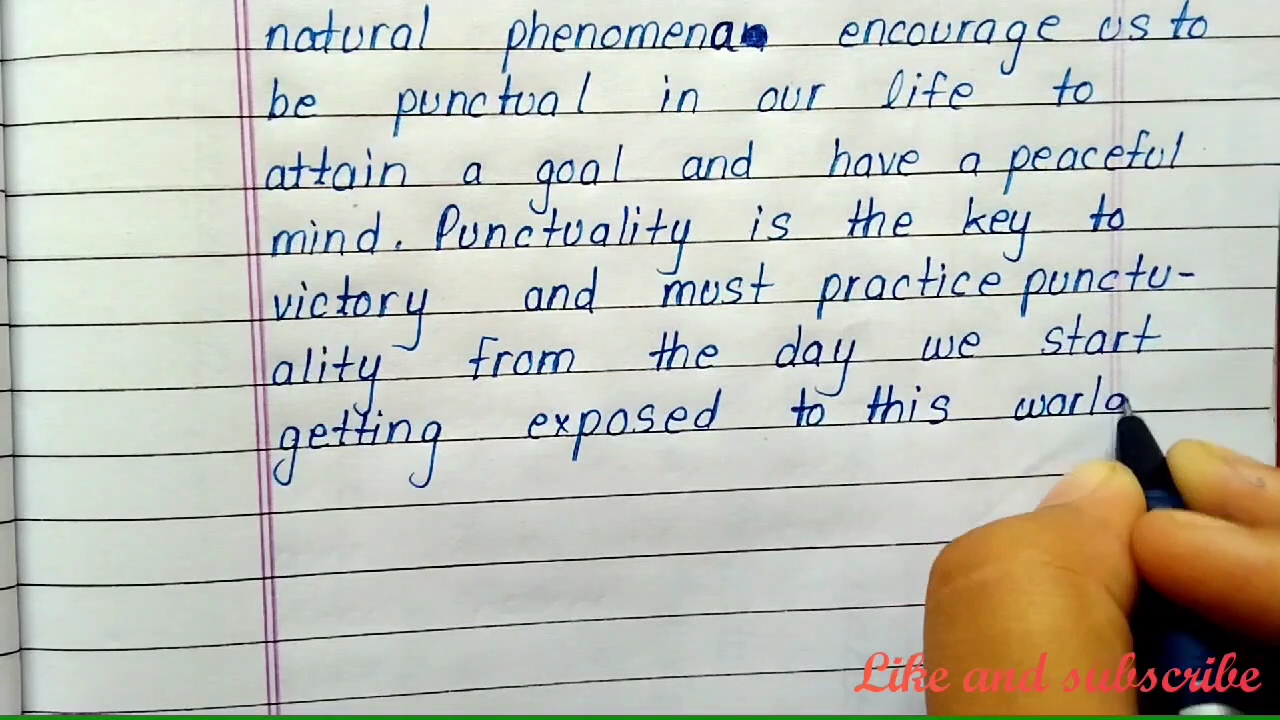 natural phenomena encourage us to
be punctual in our life to
attain a goal and have a peaceful
mind. Punctuality is the key to
victory and must practice punctu-
ality from the day we start
getting exposed to this worl
Like and subscribe